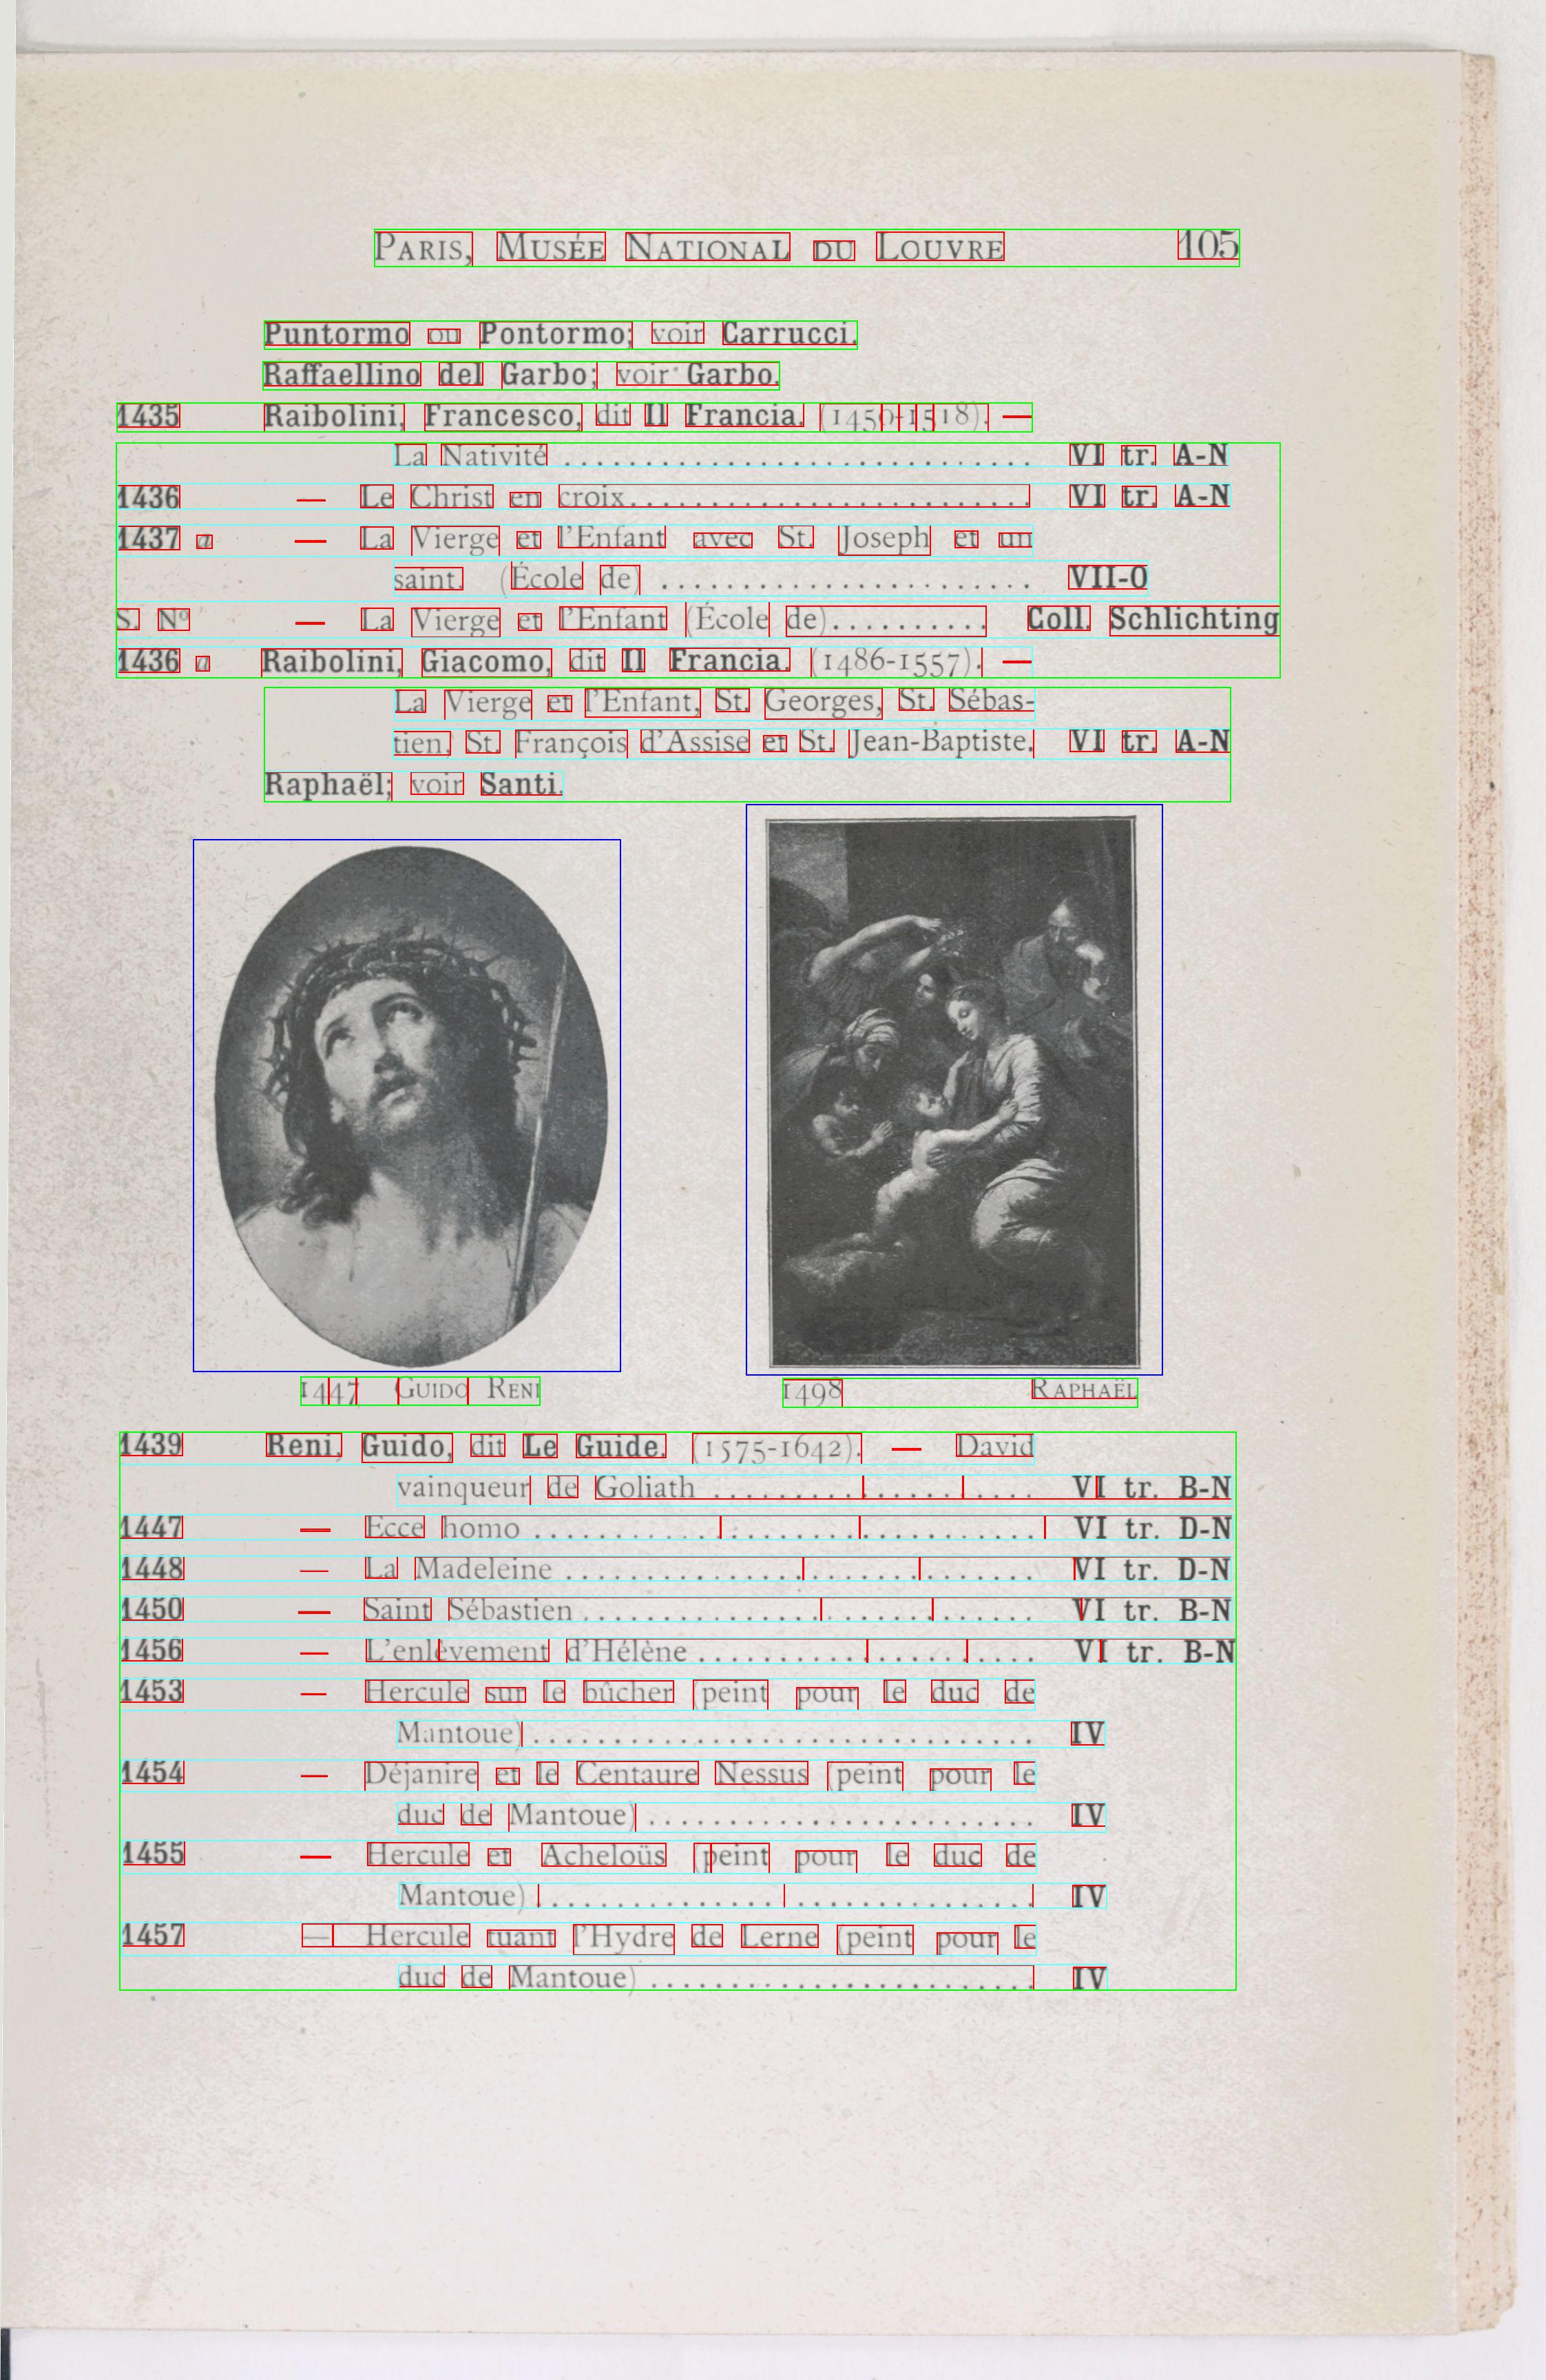 PARIS, MUSÉE NATIONAL DU LOUVRE 105
Puntormo ou Pontormo; voir Carrucci.
Raffaellino del Garbo; voir Garbo.
1435 Raibolini, Francesco, dit Il Francia. (1450-1518). —
La Nativité ............................. VI tr. A-N
1436 — Le Christ en croix......................... VI tr. A-N
1437 a — La Vierge et l'Enfant avec St. Joseph et un
saint. (École de) ....................... VII-O
S. Nº — La Vierge et l'Enfant (École de).......... Coll. Schlichting
1436 a Raibolini, Giacomo, dit Il Francia. (1486-1557). —
La Vierge et l'Enfant, St. Georges, St. Sébas-
tien, St. François d'Assise et St. Jean-Baptiste. VI tr. A-N
Raphaël; voir Santi.
1447 GUIDO RENI
1498 RAPHAËL
1439 Reni, Guido, dit Le Guide. (1575-1642). — David
vainqueur de Goliath .................... VI tr. B-N
1447 — Ecce homo ............................... VI tr. D-N
1448 — La Madeleine ............................ VI tr. D-N
1450 — Saint Sébastien ........................... VI tr. B-N
1456 — L'enlèvement d'Hélène ..................... VI tr. B-N
1453 — Hercule sur le bûcher (peint pour le duc de
Mantoue) ............................... IV
1454 — Déjanire et le Centaure Nessus (peint pour le
duc de Mantoue) ........................ IV
1455 — Hercule et Acheloüs (peint pour le duc de
Mantoue) ............................... IV
1457 — Hercule tuant l'Hydre de Lerne (peint pour le
duc de Mantoue) ........................ IV